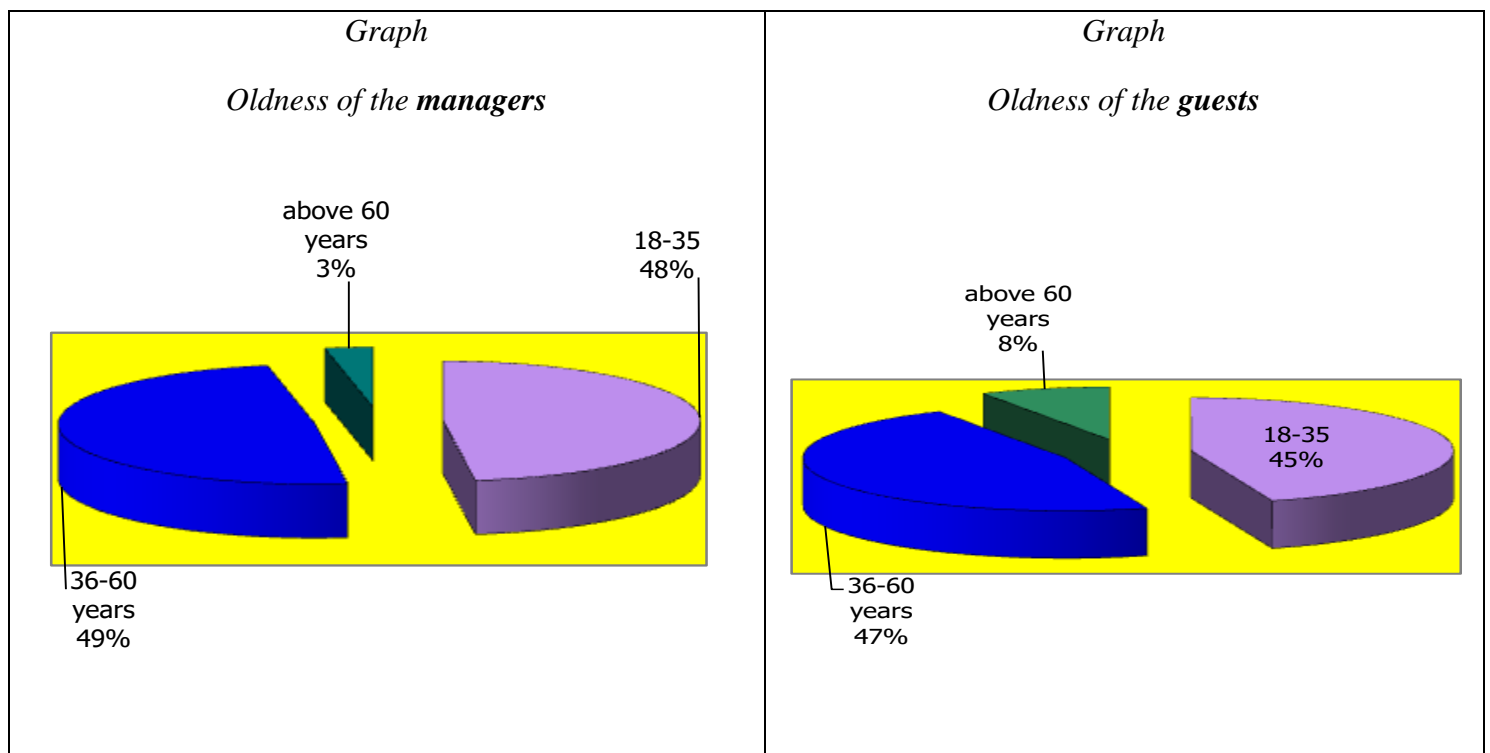 Graph
Oldness of the managers
above 60
years
3%
18-35
48%
36-60
years
49%
Graph
Oldness of the guests
above 60
years
8%
18-35
45%
36-60
years
47%